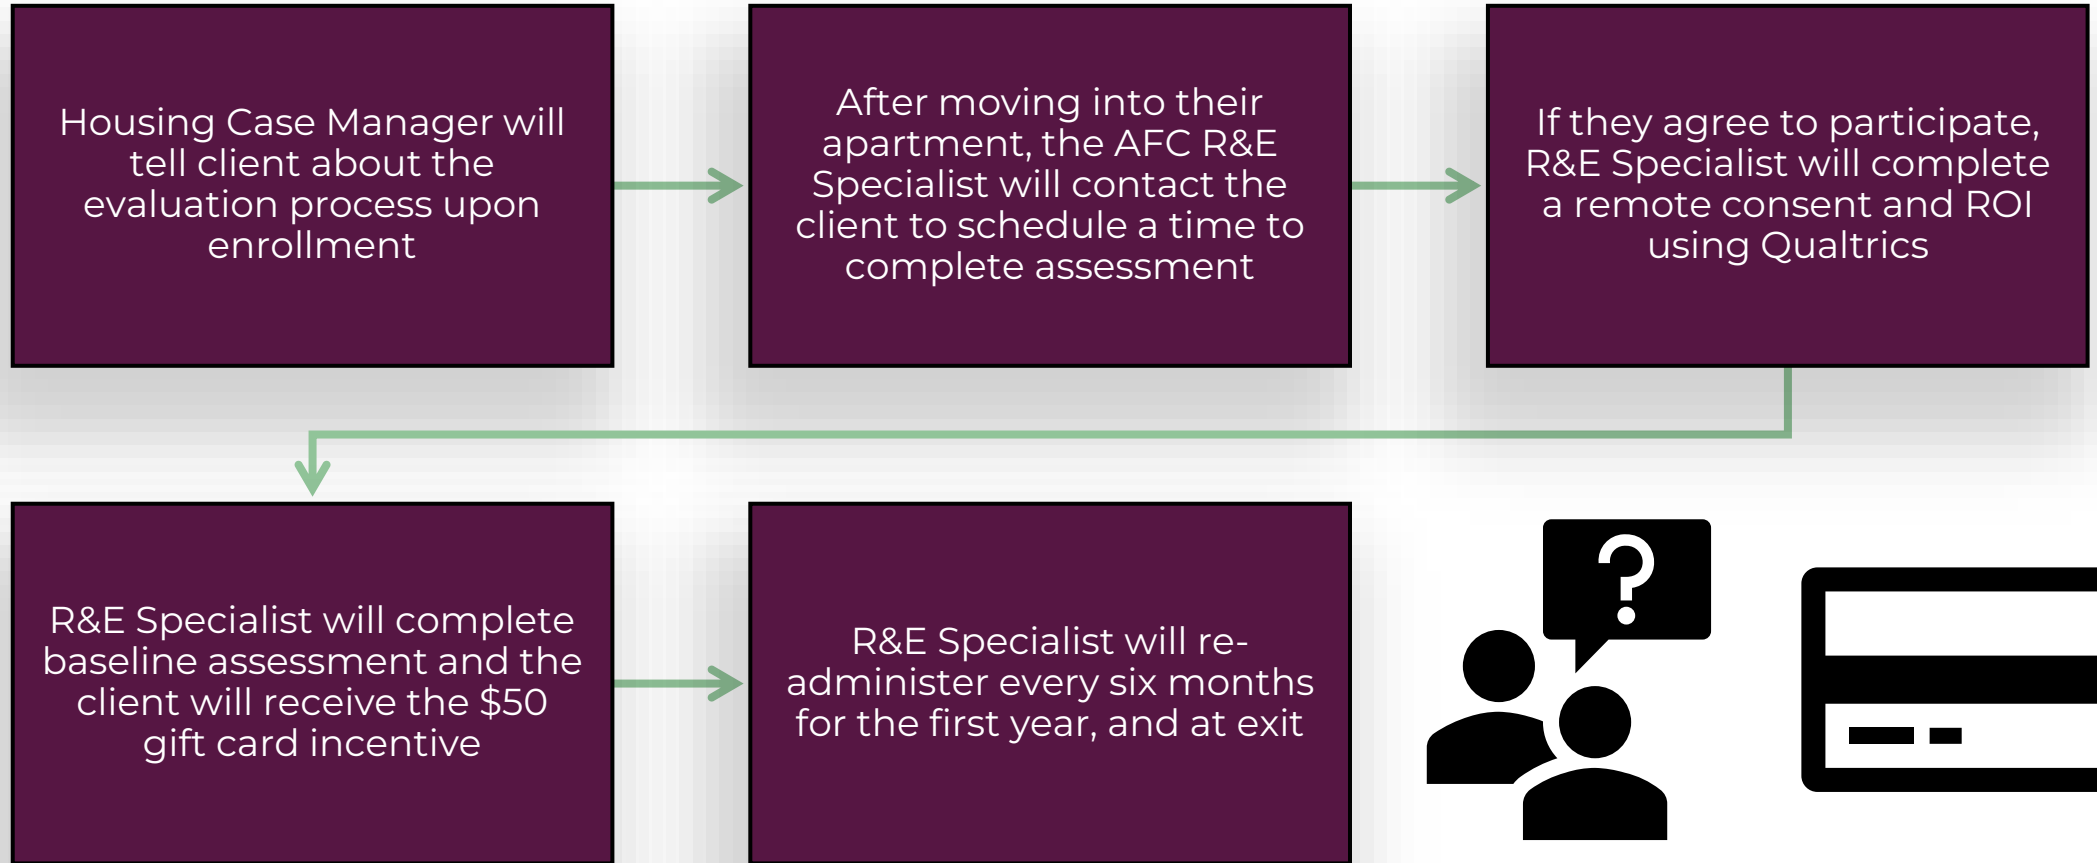 Housing Case Manager will
tell client about the
evaluation process upon
enrollment
After moving into their
apartment, the AFC R&E
Specialist will contact the
client to schedule a time to
complete assessment
If they agree to participate,
R&E Specialist will complete
a remote consent and ROI
using Qualtrics
R&E Specialist will complete
baseline assessment and the
client will receive the $50
gift card incentive
R&E Specialist will re-
administer every six months
for the first year, and at exit
?